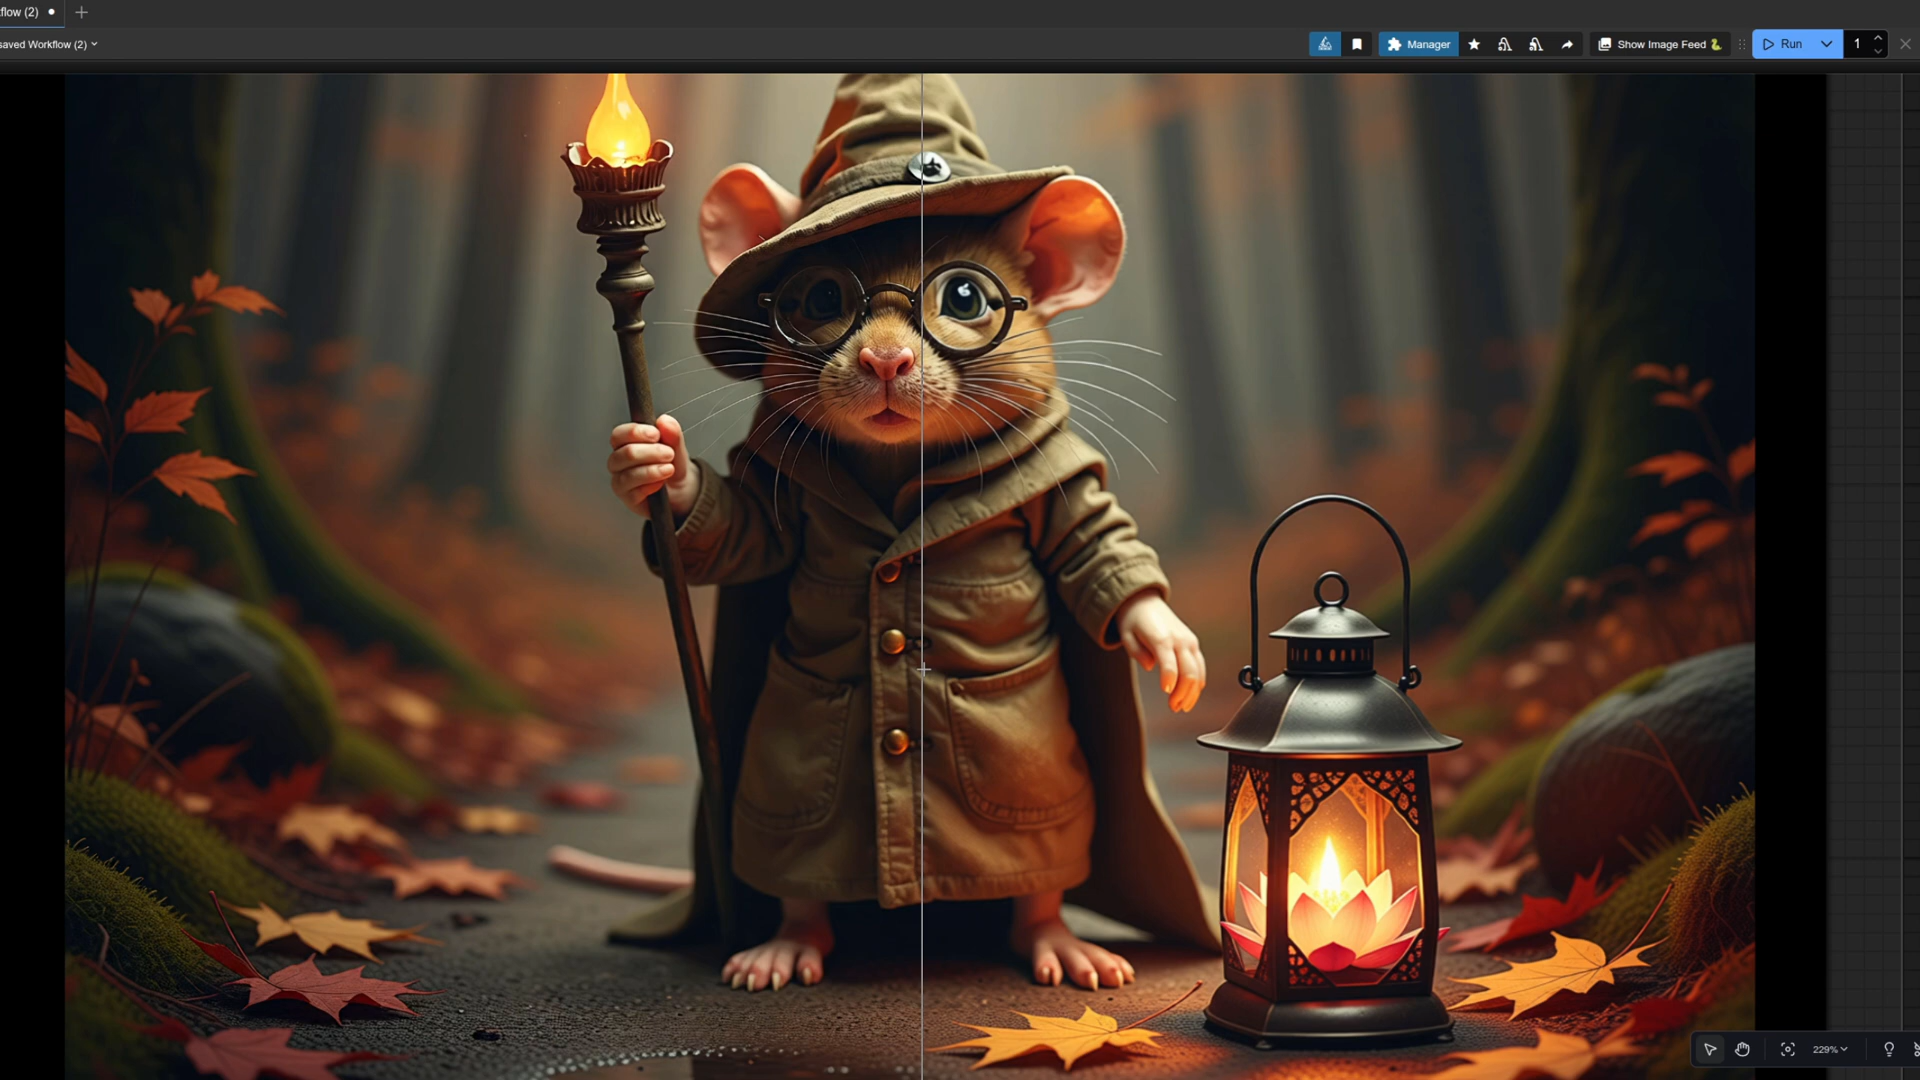 flow (2)
saved Workflow (2)
Manager
Show Image Feed
Run
1
229%